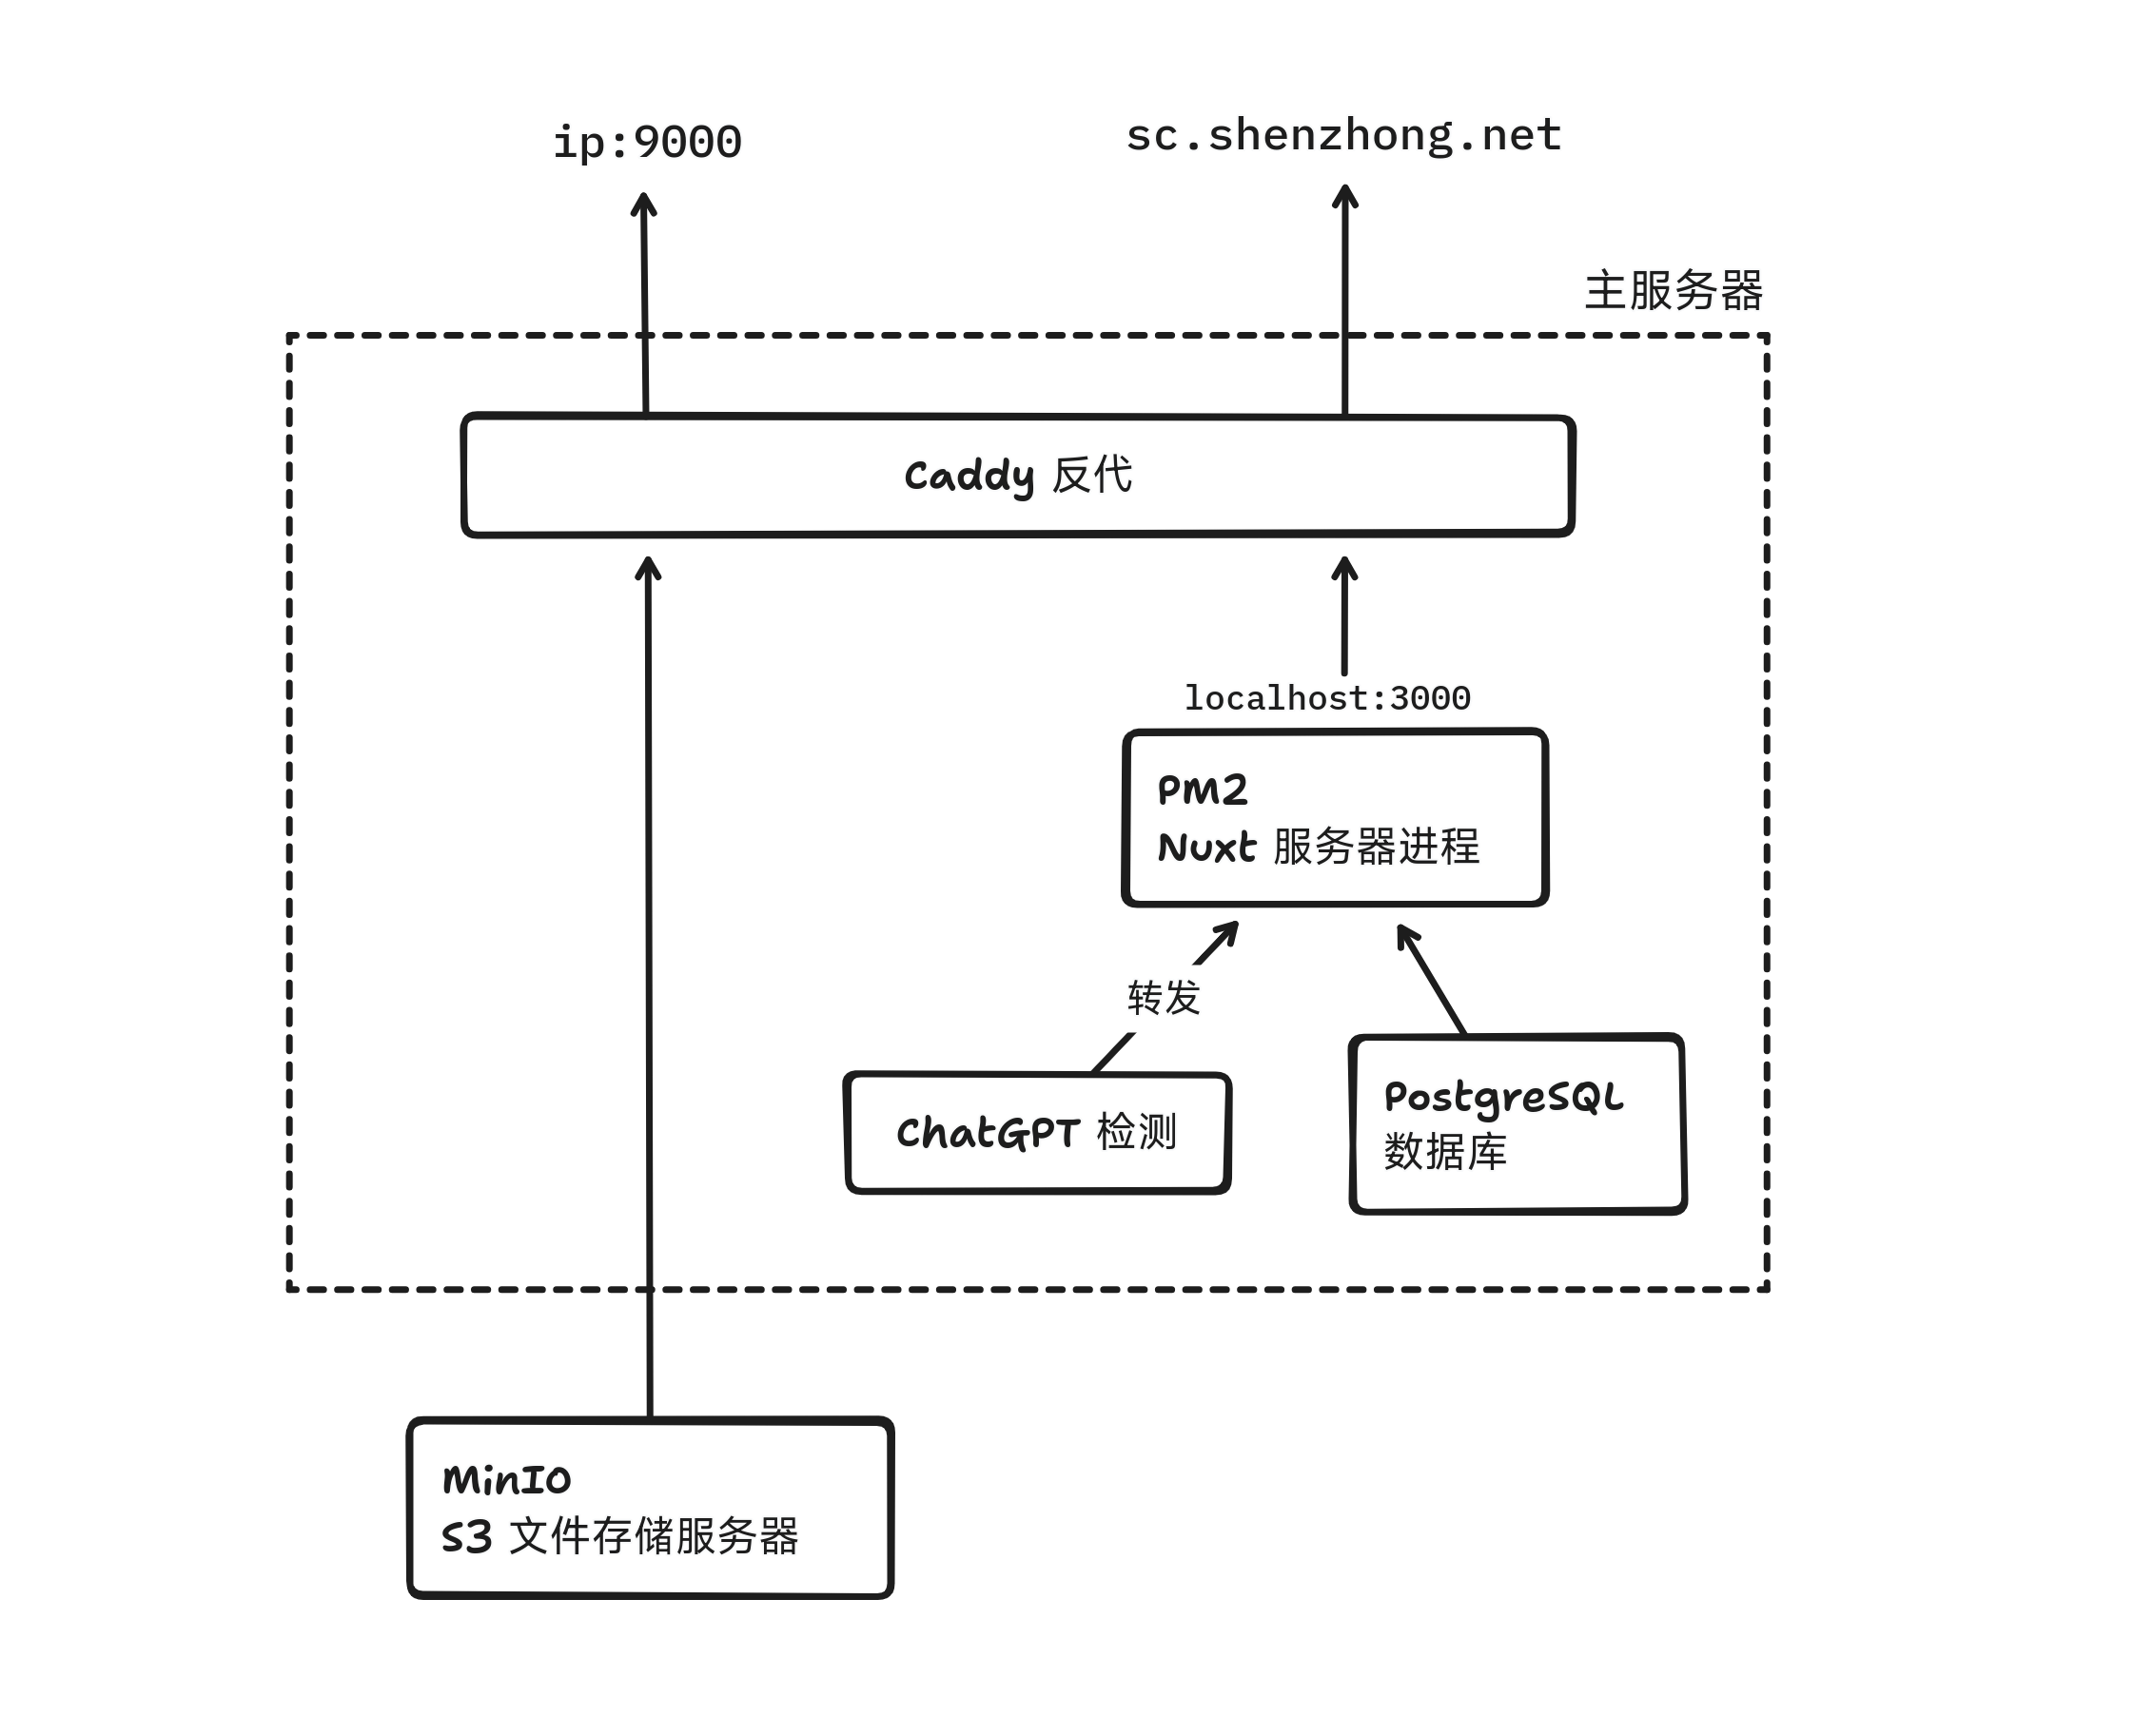 ip:9000
sc.shenzhong.net
主服务器
Caddy 反代
localhost:3000
PM2
Nuxt 服务器进程
转发
ChatGPT 检测
PostgreSQL
数据库
MinIO
S3 文件存储服务器